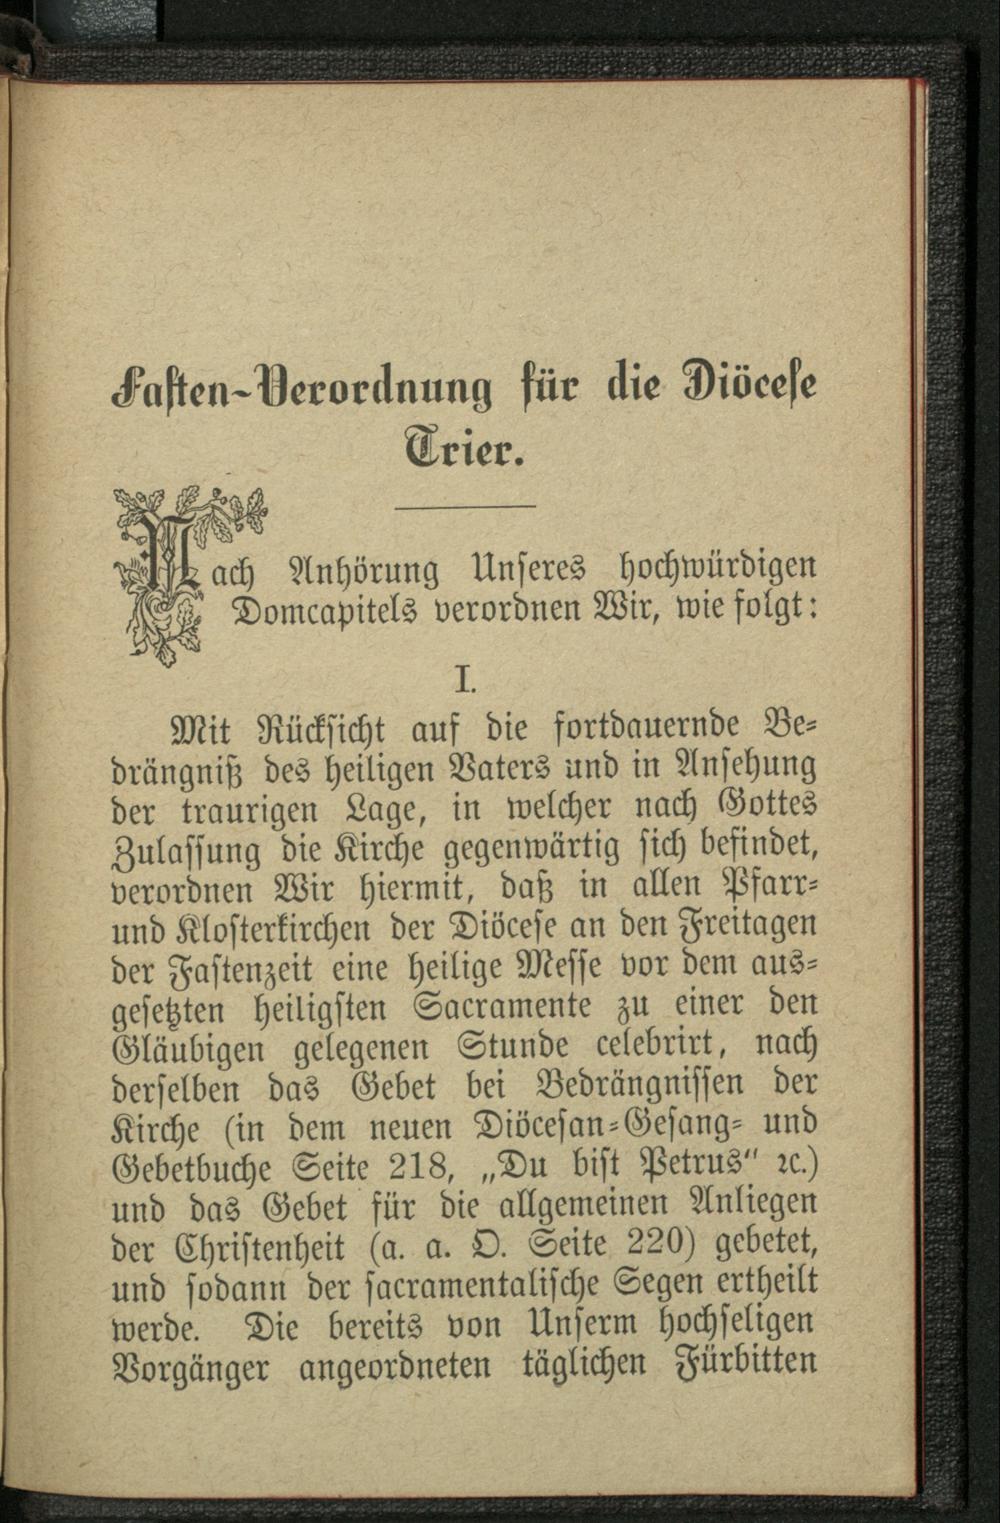 Fasten-Verordnung für die Diöcese
Trier.
Nach Anhörung Unseres hochwürdigen
Domcapitels verordnen Wir, wie folgt:
I.
Mit Rücksicht auf die fortdauernde Be-
drängniß des heiligen Vaters und in Ansehung
der traurigen Lage, in welcher nach Gottes
Zulassung die Kirche gegenwärtig sich befindet,
verordnen Wir hiermit, daß in allen Pfarr-
und Klosterkirchen der Diöcese an den Freitagen
der Fastenzeit eine heilige Messe vor dem aus-
gesetzten heiligsten Sacramente zu einer den
Gläubigen gelegenen Stunde celebrirt, nach
derselben das Gebet bei Bedrängnissen der
Kirche (in dem neuen Diöcesan-Gesang- und
Gebetbuche Seite 218, „Du bist Petrus“ ꝛc.)
und das Gebet für die allgemeinen Anliegen
der Christenheit (a. a. O. Seite 220) gebetet,
und sodann der sacramentalische Segen ertheilt
werde. Die bereits von Unserm hochseligen
Vorgänger angeordneten täglichen Fürbitten